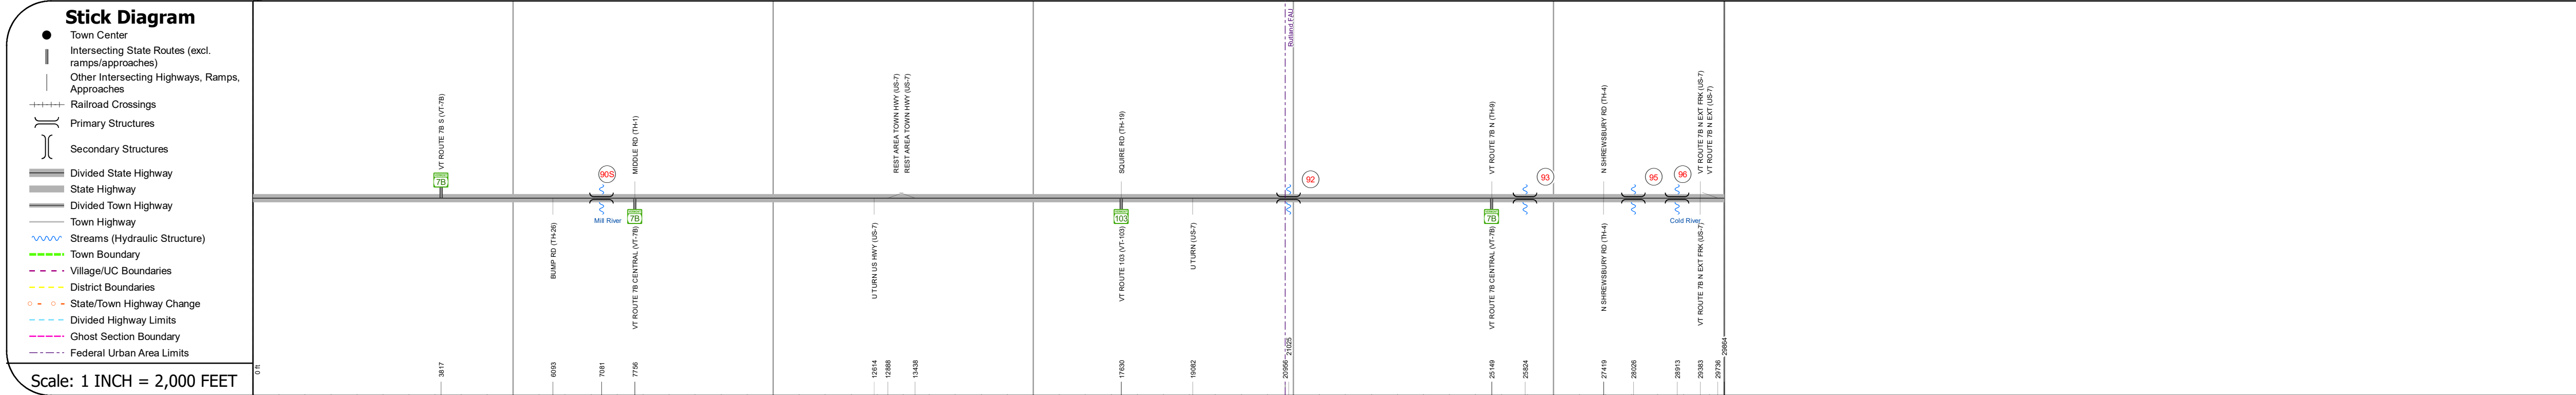 Stick Diagram
Town Center
Intersecting State Routes (excl.
ramps/approaches)
Other Intersecting Highways, Ramps,
Approaches
Railroad Crossings
Primary Structures
Secondary Structures
Divided State Highway
State Highway
Divided Town Highway
Town Highway
Streams (Hydraulic Structure)
Town Boundary
Village/UC Boundaries
District Boundaries
State/Town Highway Change
Divided Highway Limits
Ghost Section Boundary
Federal Urban Area Limits
Scale: 1 INCH = 2,000 FEET
Rutland FAU
VT ROUTE 7B S (VT-7B)
MIDDLE RD (TH-1)
REST AREA TOWN HWY (US-7)
REST AREA TOWN HWY (US-7)
SQUIRE RD (TH-19)
VT ROUTE 7B N (TH-9)
N SHREWSBURY RD (TH-4)
VT ROUTE 7B N EXT FRK (US-7)
VT ROUTE 7B N EXT (US-7)
7B
90S
92
93
95
96
7B
103
7B
Mill River
Cold River
BUMP RD (TH-26)
VT ROUTE 7B CENTRAL (VT-7B)
U TURN US HWY (US-7)
VT ROUTE 103 (VT-103)
U TURN (US-7)
VT ROUTE 7B CENTRAL (VT-7B)
N SHREWSBURY RD (TH-4)
VT ROUTE 7B N EXT FRK (US-7)
0 ft
3817
6093
7081
7756
12614
12888
13438
17630
19082
20956
21025
25149
25824
27419
28026
28913
29383
29736
29864